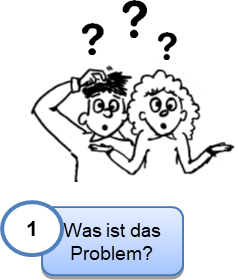 ? ? ?
1
Was ist das
Problem?